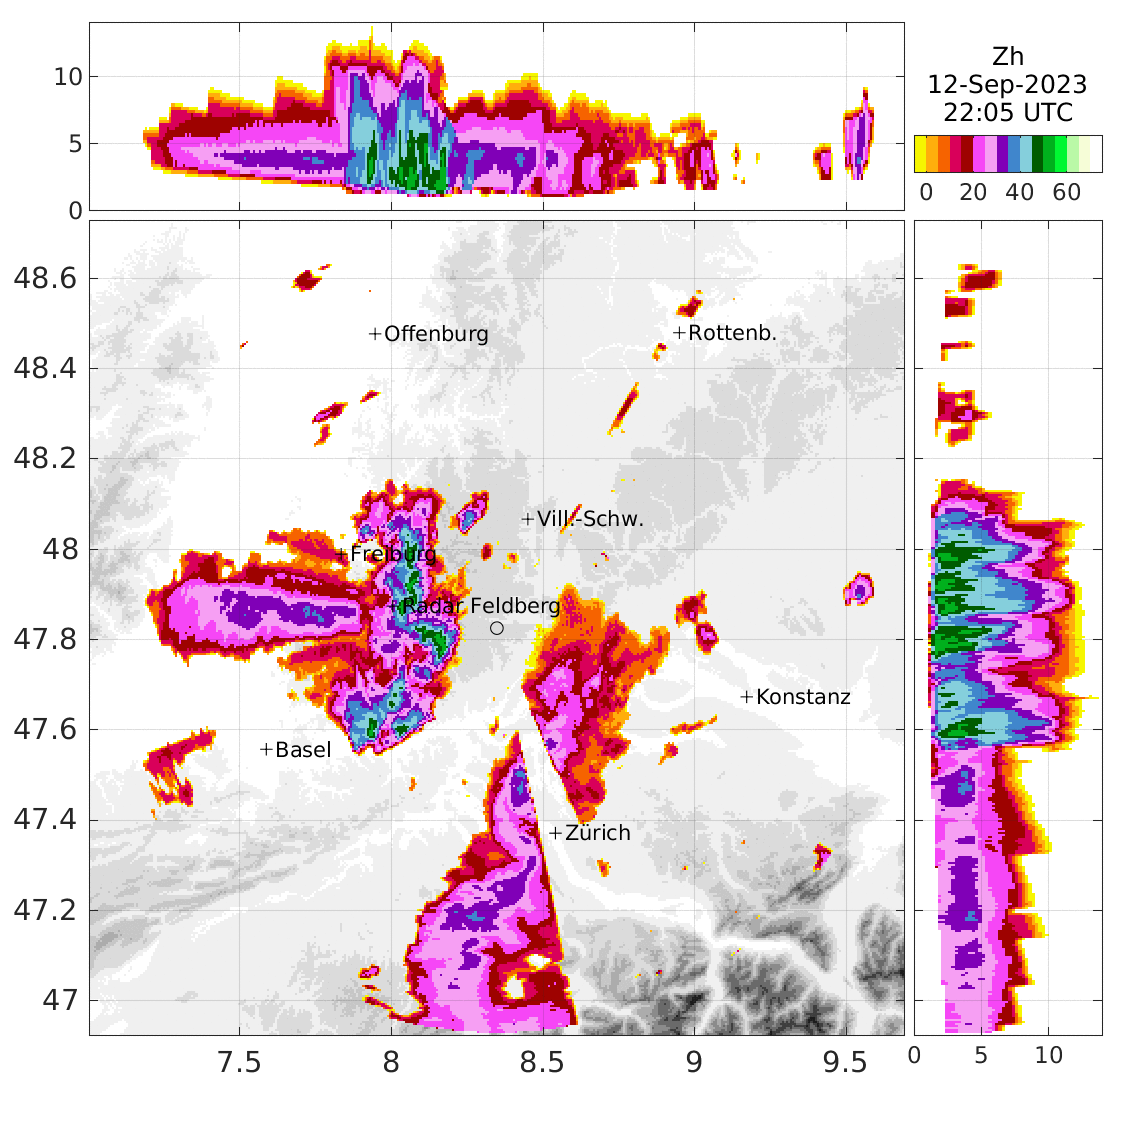 10
5
0
Zh
12-Sep-2023
22:05 UTC
0 20 40 60
48.6
48.4
48.2
48
47.8
47.6
47.4
47.2
47
+Offenburg
+Rottenb.
+Vill.-Schw.
+Freiburg
+Radar Feldberg
+Konstanz
+Basel
+Zürich
7.5 8 8.5 9 9.5
0 5 10